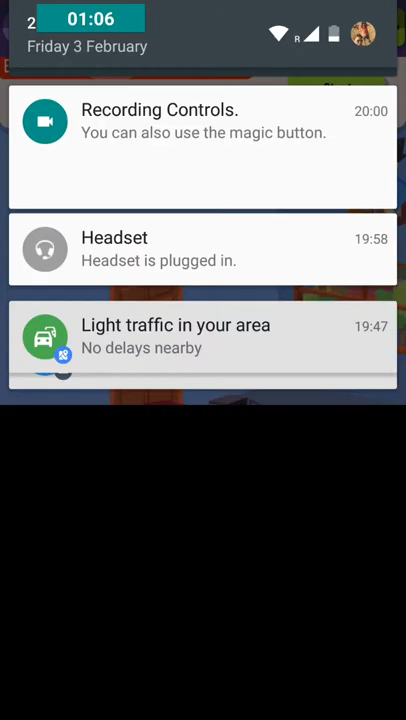 2 01:06
Friday 3 February
R
Recording Controls. 20:00
You can also use the magic button.
Headset 19:58
Headset is plugged in.
Light traffic in your area 19:47
No delays nearby